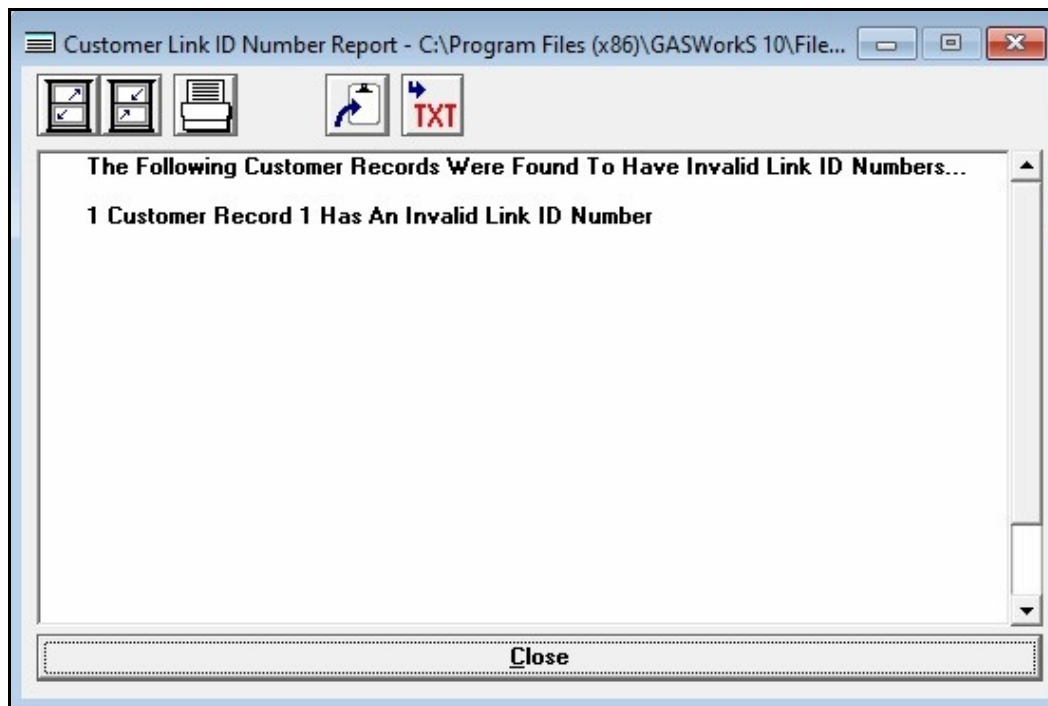 Customer Link ID Number Report - C:\Program Files (x86)\GASWorkS 10\File...
TXT
The Following Customer Records Were Found To Have Invalid Link ID Numbers...
1 Customer Record 1 Has An Invalid Link ID Number
Close